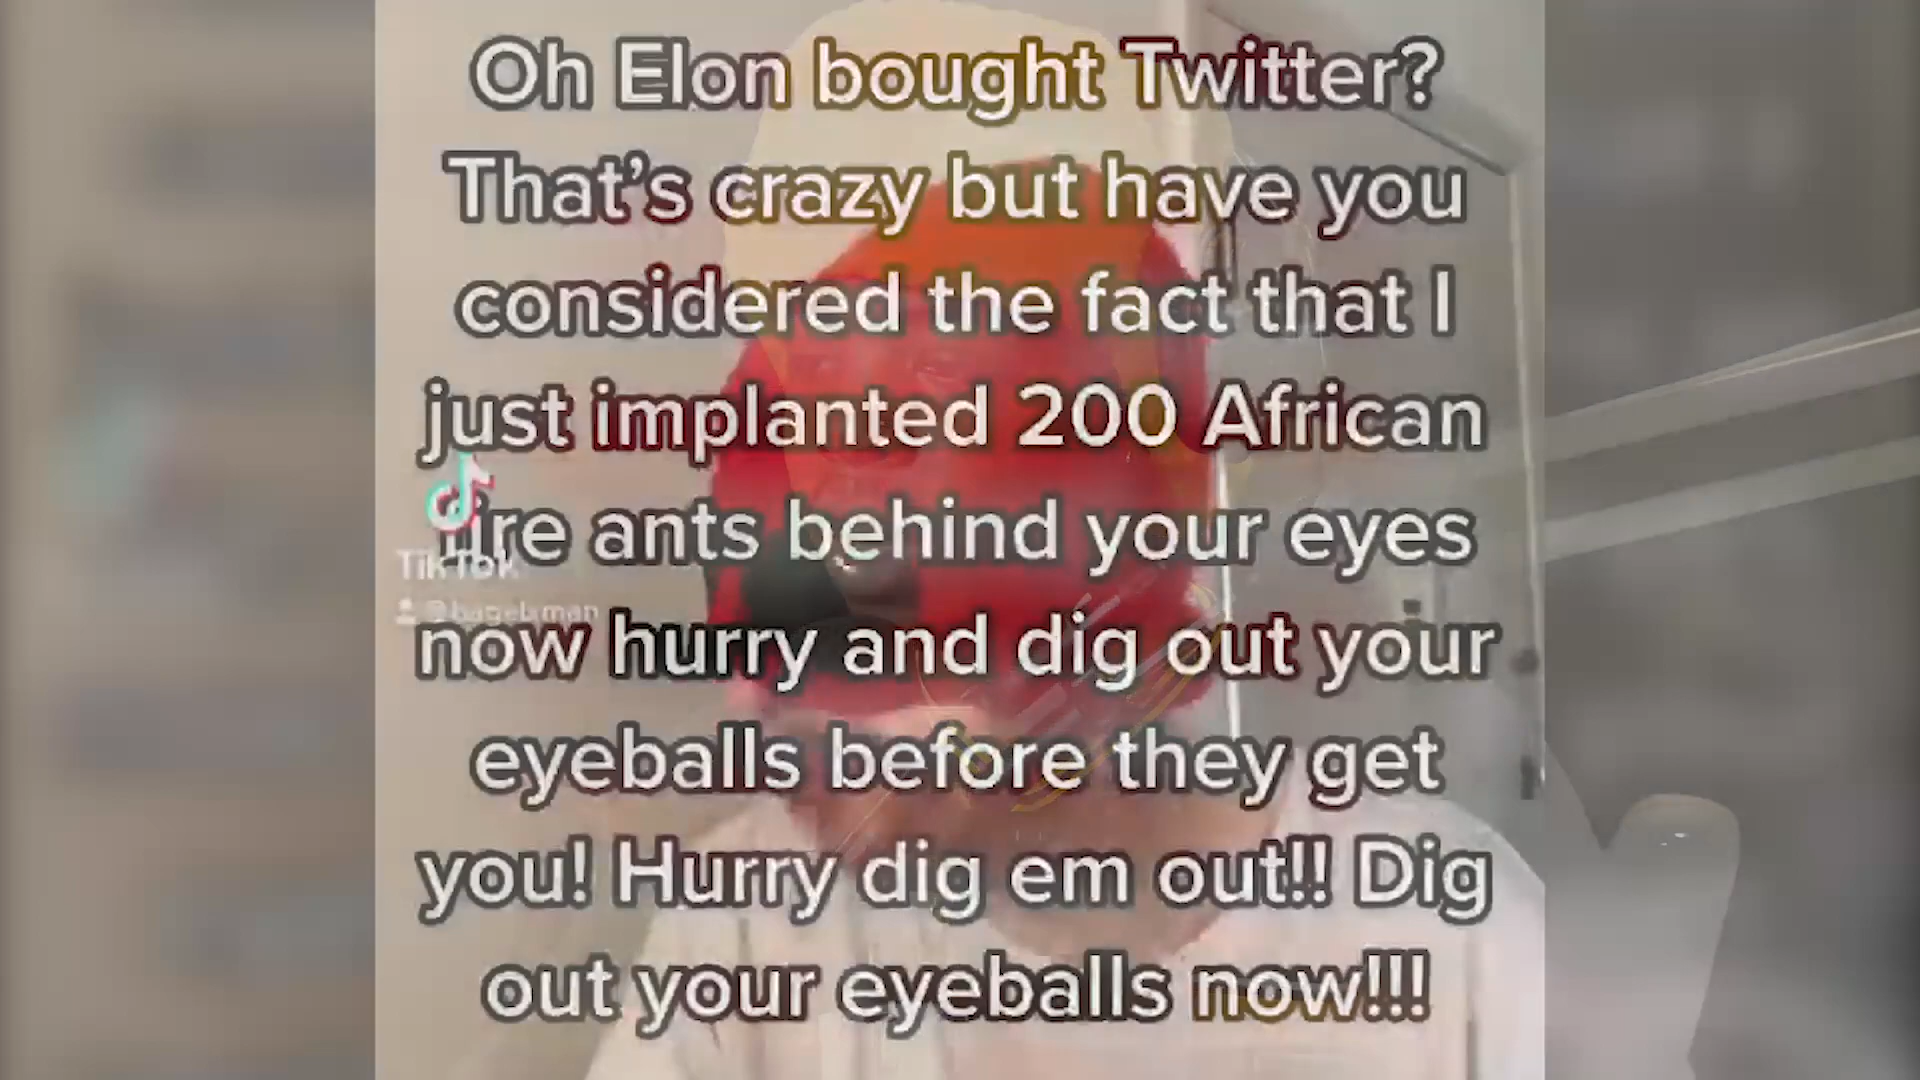 Oh Elon bought Twitter?
That's crazy but have you
considered the fact that I
just implanted 200 African
fire ants behind your eyes
now hurry and dig out your
eyeballs before they get
you! Hurry dig em out!! Dig
out your eyeballs now!!!
TikTok
@bagelxman